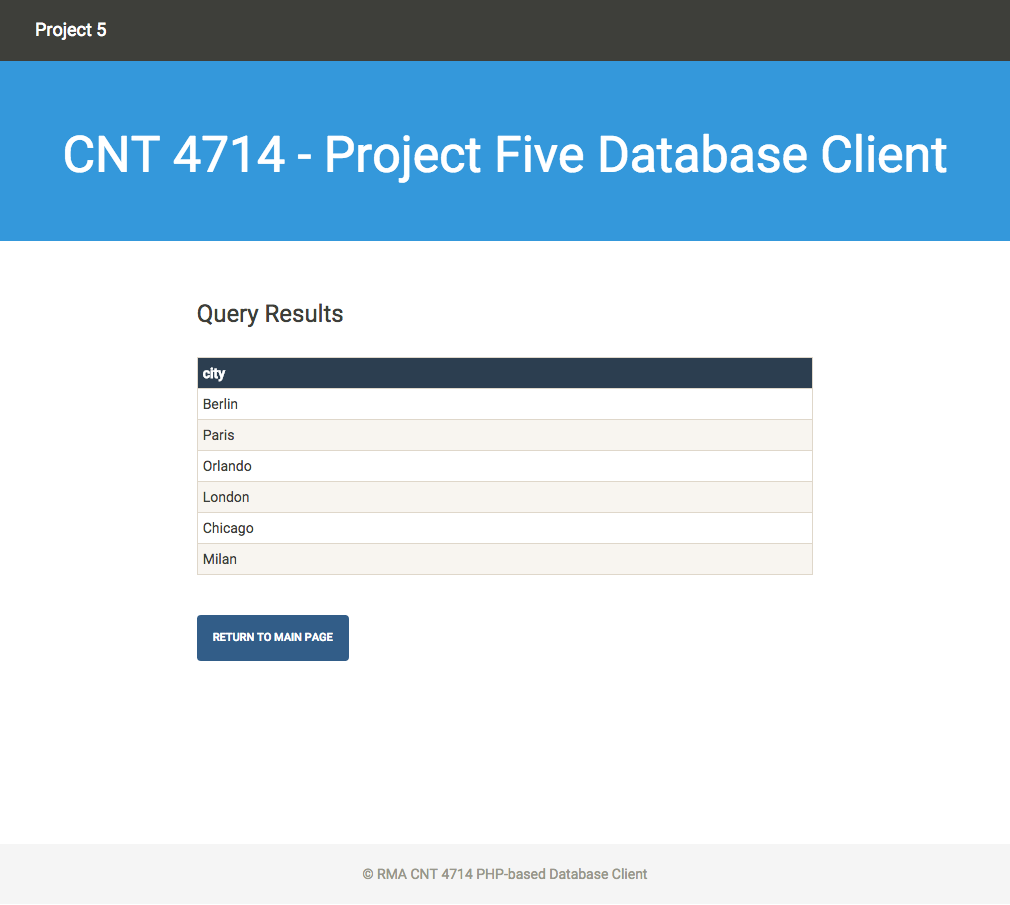 Project 5
CNT 4714 - Project Five Database Client
Query Results
city
Berlin
Paris
Orlando
London
Chicago
Milan
RETURN TO MAIN PAGE
© RMA CNT 4714 PHP-based Database Client